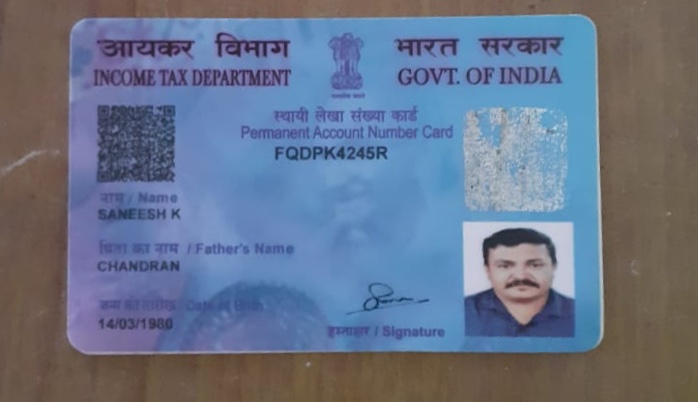 आयकर विभाग
INCOME TAX DEPARTMENT
भारत सरकार
GOVT. OF INDIA
स्थायी लेखा संख्या कार्ड
Permanent Account Number Card
FQDPK4245R
नाम / Name
SANEESH K
पिता का नाम / Father's Name
CHANDRAN
जन्म की तारीख / Date of Birth
14/03/1980
हस्ताक्षर / Signature